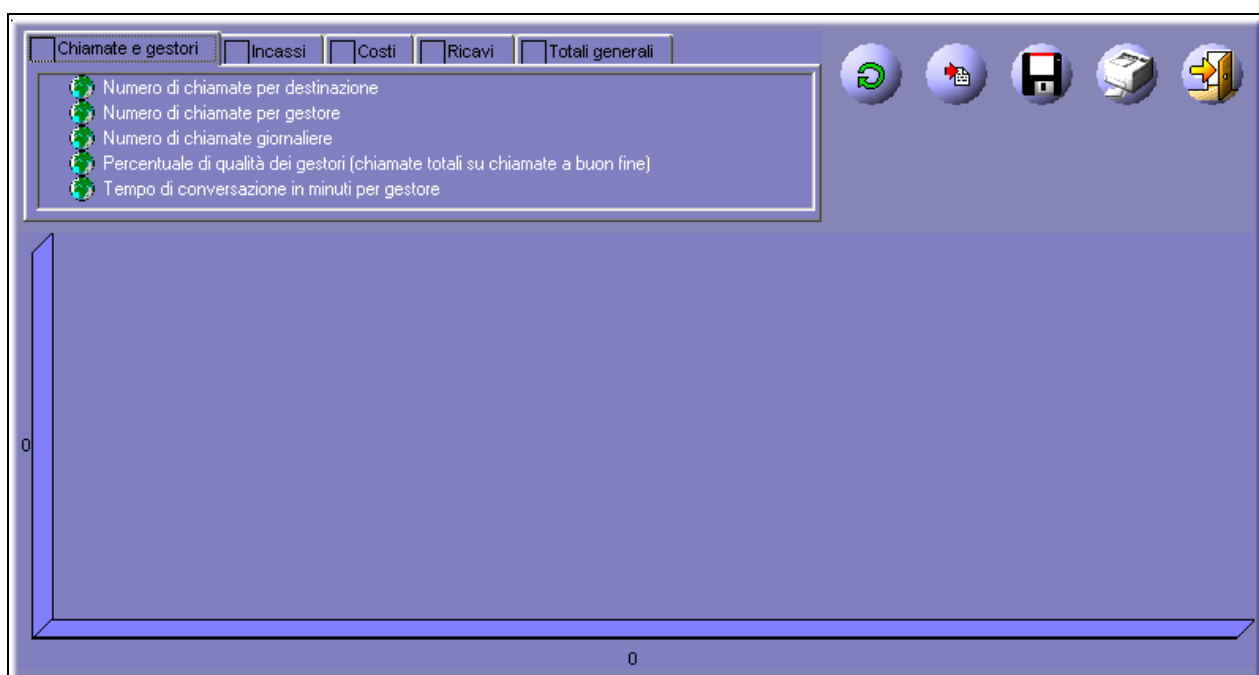 Chiamate e gestori Incassi Costi Ricavi Totali generali
Numero di chiamate per destinazione
Numero di chiamate per gestore
Numero di chiamate giornaliere
Percentuale di qualità dei gestori (chiamate totali su chiamate a buon fine)
Tempo di conversazione in minuti per gestore
0
0